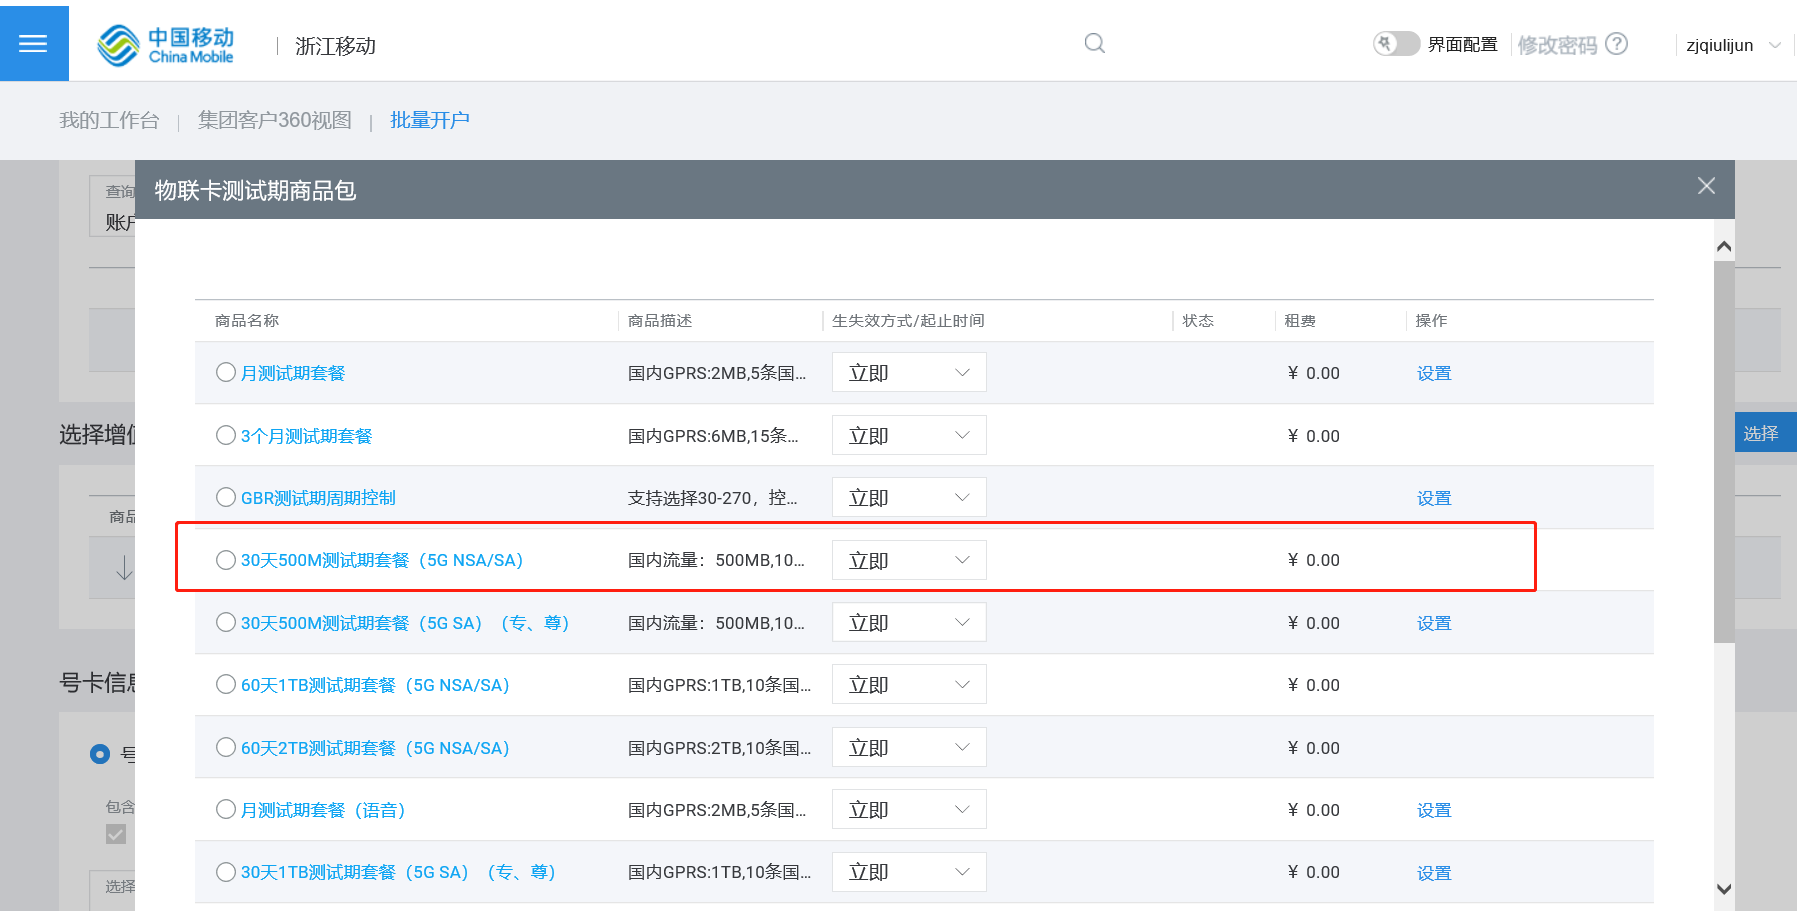 中国移动
China Mobile
浙江移动
界面配置
修改密码
zjqiulijun
我的工作台
集团客户360视图
批量开户
查询
账户
物联卡测试期商品包
商品名称 商品描述 生失效方式/起止时间 状态 租费 操作
月测试期套餐 国内GPRS:2MB,5条国... 立即 ¥ 0.00 设置
3个月测试期套餐 国内GPRS:6MB,15条... 立即 ¥ 0.00
GBR测试期周期控制 支持选择30-270，控... 立即 设置
30天500M测试期套餐（5G NSA/SA） 国内流量：500MB,10... 立即 ¥ 0.00
30天500M测试期套餐（5G SA）（专、尊） 国内流量：500MB,10... 立即 ¥ 0.00 设置
60天1TB测试期套餐（5G NSA/SA） 国内GPRS:1TB,10条国... 立即 ¥ 0.00
60天2TB测试期套餐（5G NSA/SA） 国内GPRS:2TB,10条国... 立即 ¥ 0.00
月测试期套餐（语音） 国内GPRS:2MB,5条国... 立即 ¥ 0.00 设置
30天1TB测试期套餐（5G SA）（专、尊） 国内GPRS:1TB,10条国... 立即 ¥ 0.00 设置
选择增值
选择
商品
号卡信息
号
包含
选择